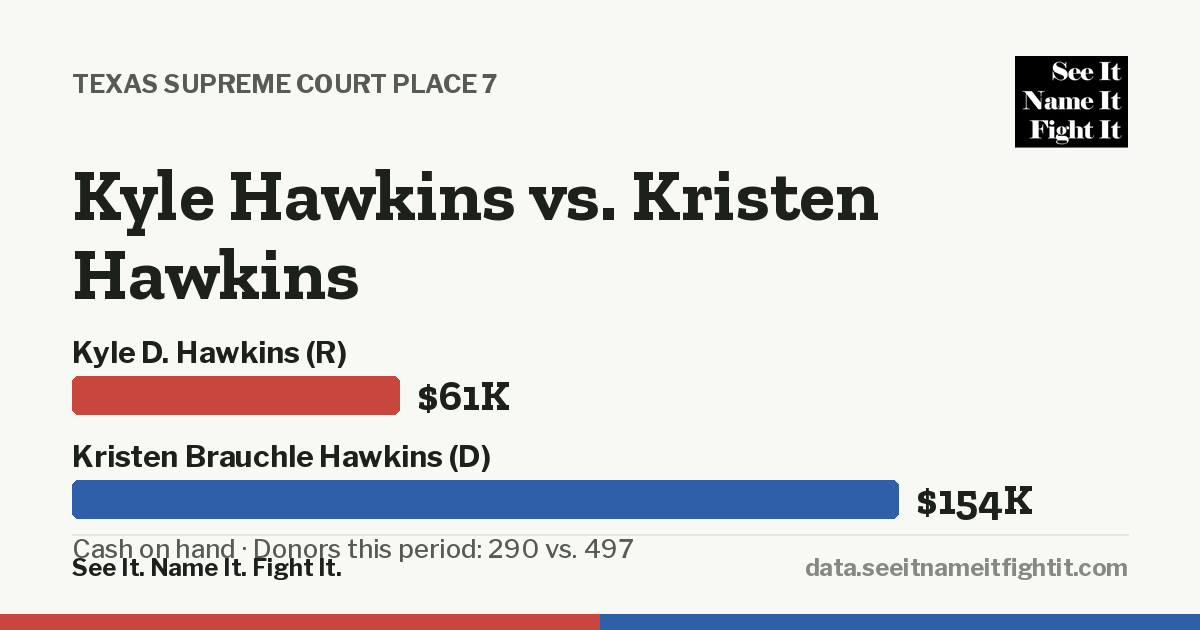 TEXAS SUPREME COURT PLACE 7
See It
Name It
Fight It
Kyle Hawkins vs. Kristen
Hawkins
Kyle D. Hawkins (R)
$61K
Kristen Brauchle Hawkins (D)
$154K
Cash on hand · Donors this period: 290 vs. 497
See It. Name It. Fight It.
data.seeitnameitfightit.com